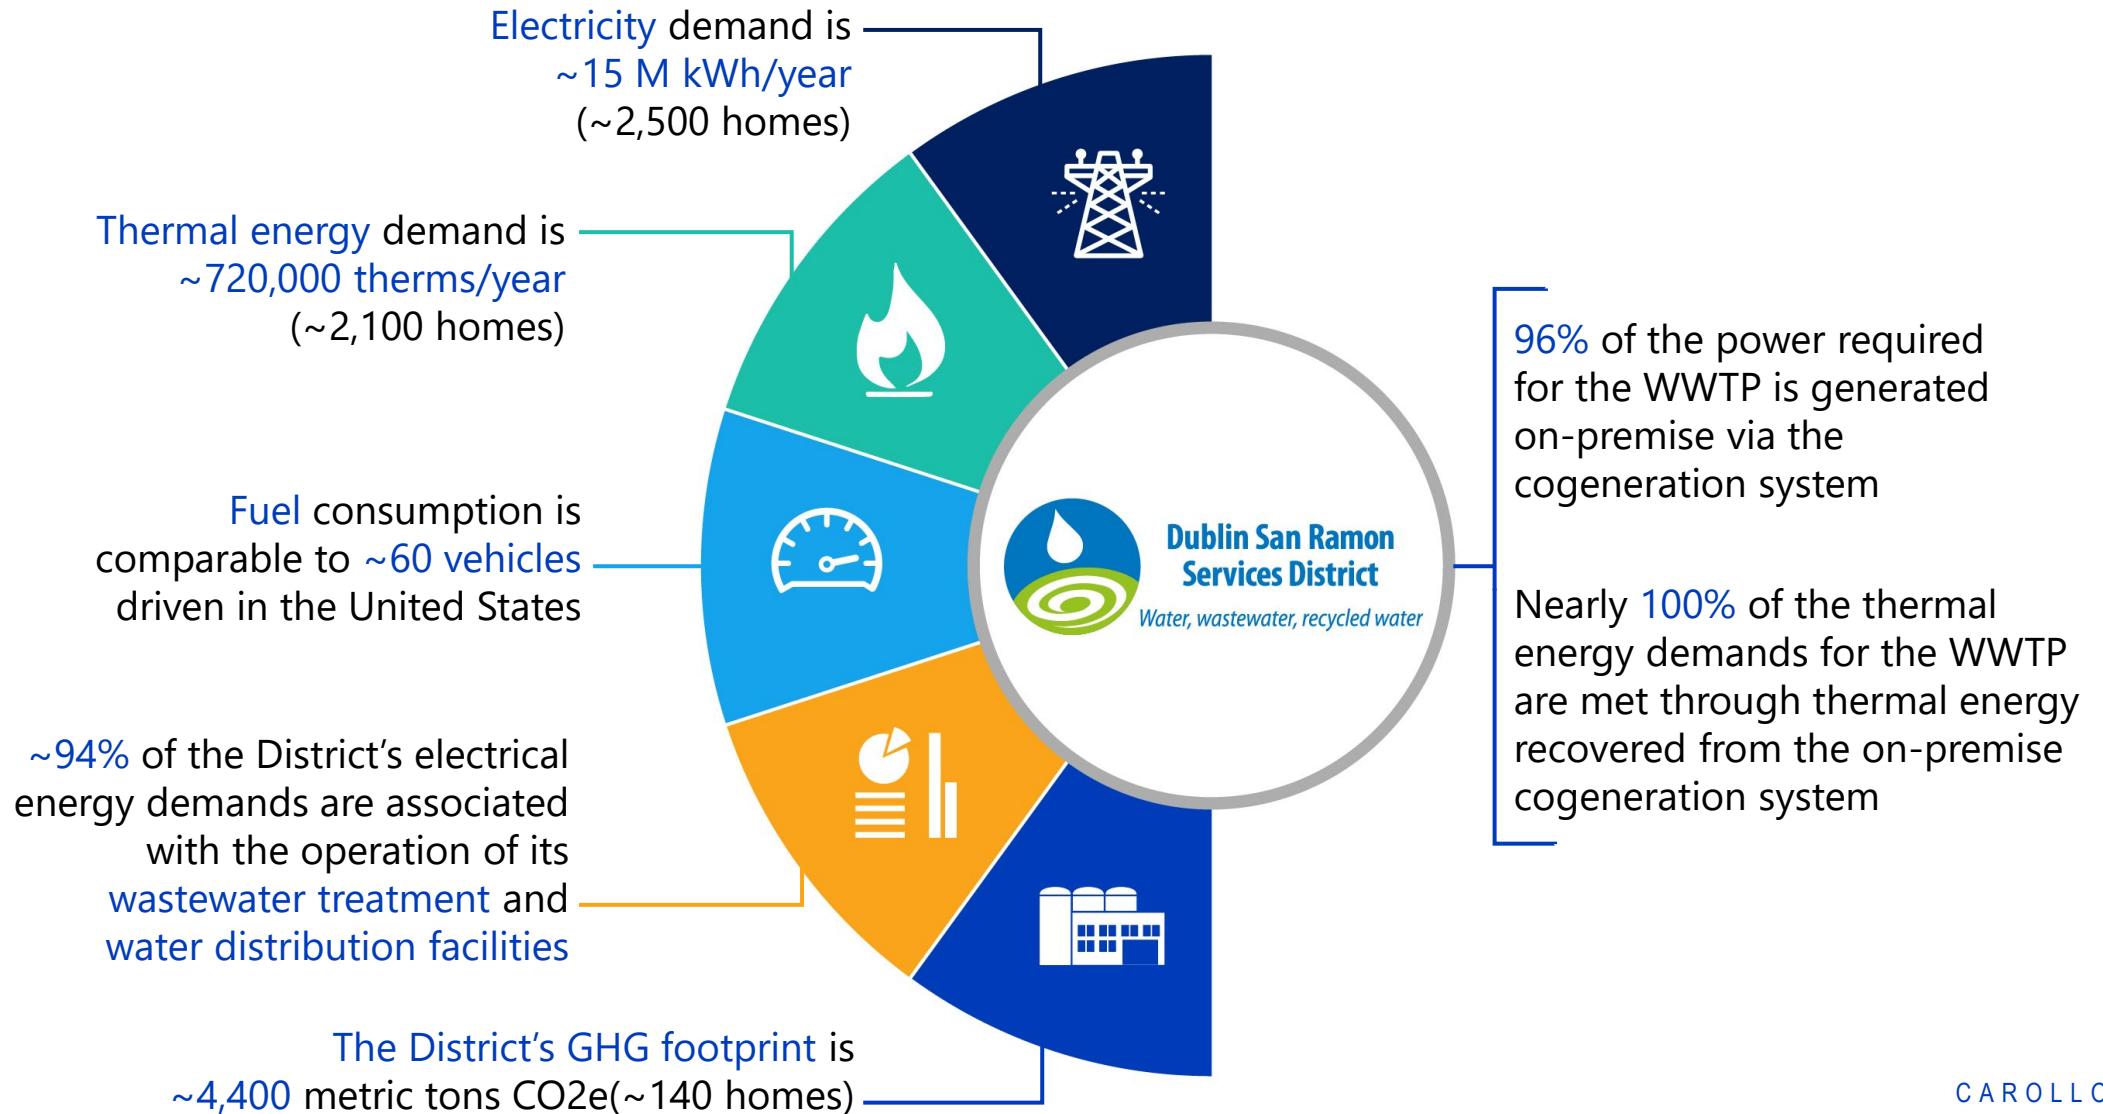 Electricity demand is
~15 M kWh/year
(~2,500 homes)
Thermal energy demand is
~720,000 therms/year
(~2,100 homes)
Fuel consumption is
comparable to ~60 vehicles
driven in the United States
~94% of the District's electrical
energy demands are associated
with the operation of its
wastewater treatment and
water distribution facilities
The District's GHG footprint is
~4,400 metric tons CO2e(~140 homes)
Dublin San Ramon
Services District
Water, wastewater, recycled water
96% of the power required
for the WWTP is generated
on-premise via the
cogeneration system
Nearly 100% of the thermal
energy demands for the WWTP
are met through thermal energy
recovered from the on-premise
cogeneration system
CAROLLO